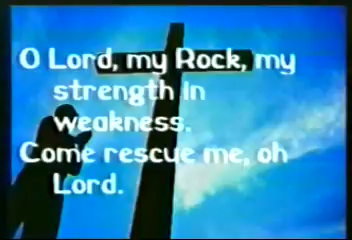 O Lord, my Rock, my
strength in
weakness.
Come rescue me, oh
Lord.